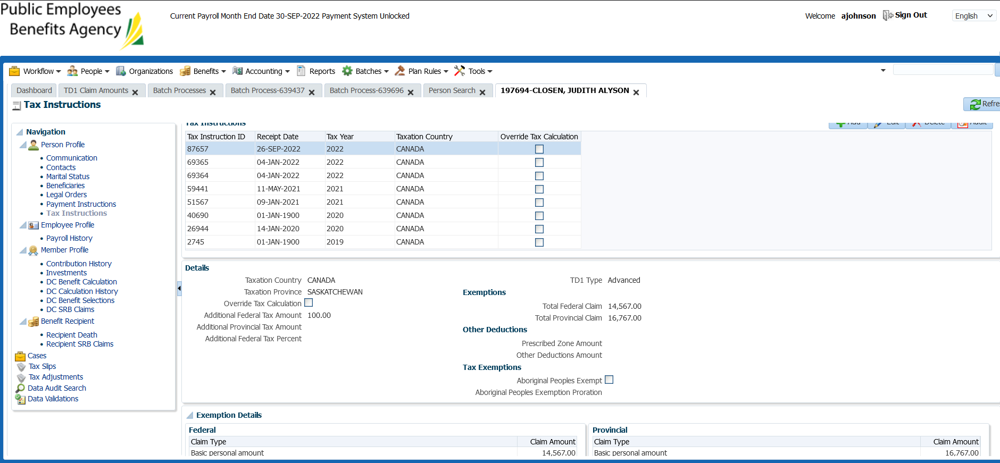 Public Employees
Benefits Agency
Current Payroll Month End Date 30-SEP-2022 Payment System Unlocked
Welcome ajohnson Sign Out English
Workflow People Organizations Benefits Accounting Reports Batches Plan Rules Tools
Dashboard TD1 Claim Amounts Batch Processes Batch Process-639437 Batch Process-639696 Person Search 197694-CLOSEN, JUDITH ALYSON
Tax Instructions
Refre
Navigation
Person Profile
Communication
Contacts
Marital Status
Beneficiaries
Legal Orders
Payment Instructions
Tax Instructions
Employee Profile
Payroll History
Member Profile
Contribution History
Investments
DC Benefit Calculation
DC Calculation History
DC Benefit Selections
DC SRB Claims
Benefit Recipient
Recipient Death
Recipient SRB Claims
Cases
Tax Slips
Tax Adjustments
Data Audit Search
Data Validations
Tax Instructions
Add Edit Delete Audit
Tax Instruction ID Receipt Date Tax Year Taxation Country Override Tax Calculation
87657 26-SEP-2022 2022 CANADA
69365 04-JAN-2022 2022 CANADA
69364 04-JAN-2022 2022 CANADA
59441 11-MAY-2021 2021 CANADA
51567 09-JAN-2021 2021 CANADA
40690 01-JAN-1900 2020 CANADA
26944 14-JAN-2020 2020 CANADA
2745 01-JAN-1900 2019 CANADA
Details
Taxation Country CANADA
Taxation Province SASKATCHEWAN
Override Tax Calculation
Additional Federal Tax Amount 100.00
Additional Provincial Tax Amount
Additional Federal Tax Percent
TD1 Type Advanced
Exemptions
Total Federal Claim 14,567.00
Total Provincial Claim 16,767.00
Other Deductions
Prescribed Zone Amount
Other Deductions Amount
Tax Exemptions
Aboriginal Peoples Exempt
Aboriginal Peoples Exemption Proration
Exemption Details
Federal
Claim Type Claim Amount
Basic personal amount 14,567.00
Provincial
Claim Type Claim Amount
Basic personal amount 16,767.00